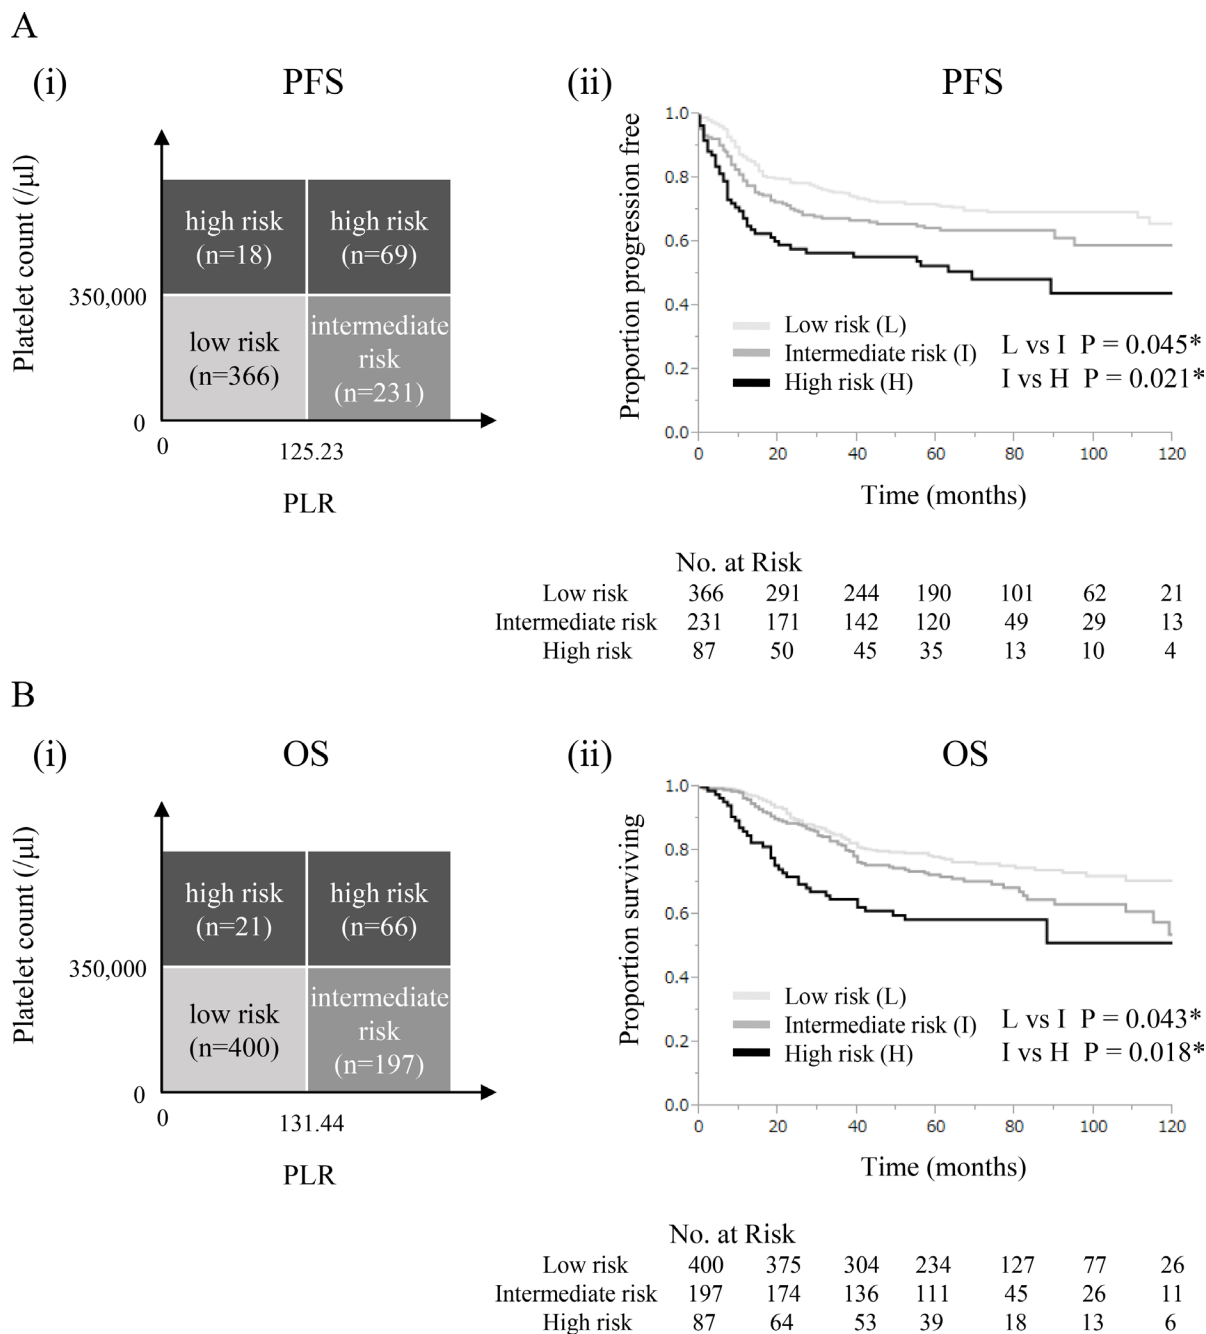 A
(i)
PFS
Platelet count (/µl)
350,000
0
0
125.23
PLR
high risk
(n=18)
high risk
(n=69)
low risk
(n=366)
intermediate
risk
(n=231)
(ii)
PFS
Proportion progression free
1.0
0.8
0.6
0.4
0.2
0.0
0 20 40 60 80 100 120
Time (months)
Low risk (L)
Intermediate risk (I)
High risk (H)
L vs I P = 0.045*
I vs H P = 0.021*
No. at Risk
Low risk 366 291 244 190 101 62 21
Intermediate risk 231 171 142 120 49 29 13
High risk 87 50 45 35 13 10 4
B
(i)
OS
Platelet count (/µl)
350,000
0
0
131.44
PLR
high risk
(n=21)
high risk
(n=66)
low risk
(n=400)
intermediate
risk
(n=197)
(ii)
OS
Proportion surviving
1.0
0.8
0.6
0.4
0.2
0.0
0 20 40 60 80 100 120
Time (months)
Low risk (L)
Intermediate risk (I)
High risk (H)
L vs I P = 0.043*
I vs H P = 0.018*
No. at Risk
Low risk 400 375 304 234 127 77 26
Intermediate risk 197 174 136 111 45 26 11
High risk 87 64 53 39 18 13 6